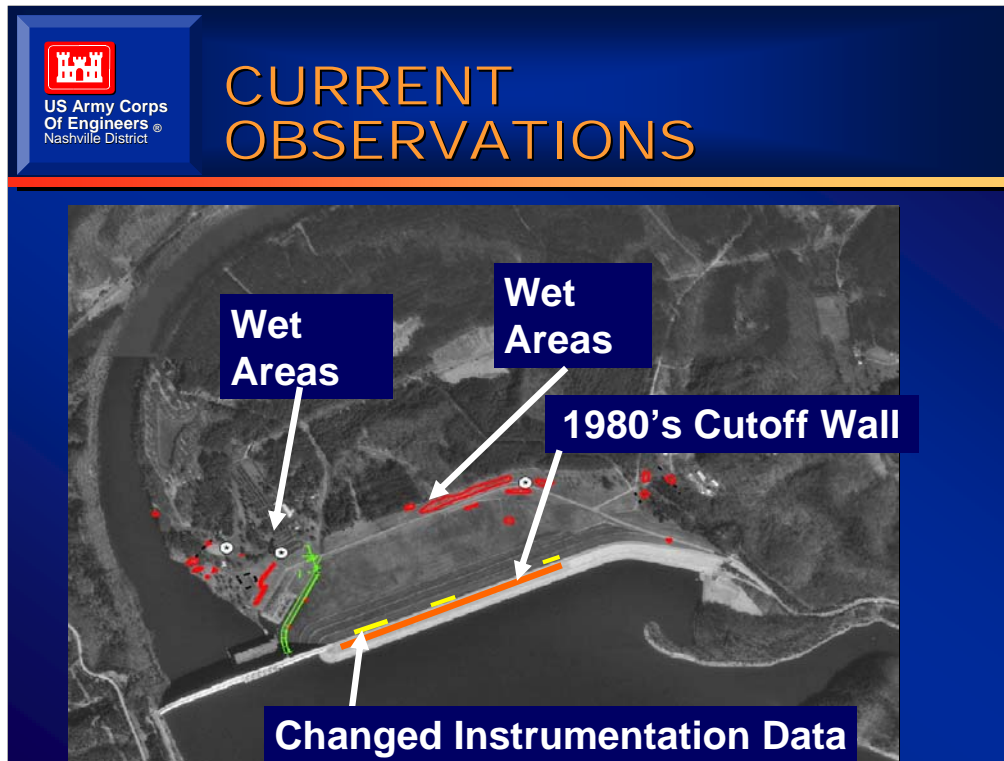 US Army Corps
Of Engineers ®
Nashville District
CURRENT
OBSERVATIONS
Wet
Areas
Wet
Areas
1980's Cutoff Wall
Changed Instrumentation Data